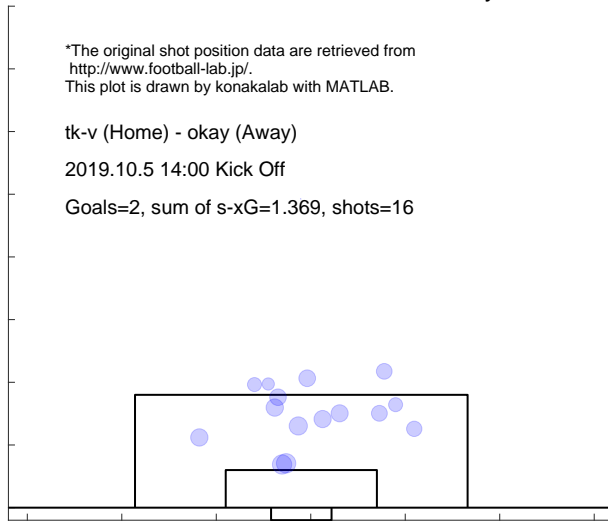 *The original shot position data are retrieved from
http://www.football-lab.jp/.
This plot is drawn by konakalab with MATLAB.
tk-v (Home) - okay (Away)
2019.10.5 14:00 Kick Off
Goals=2, sum of s-xG=1.369, shots=16